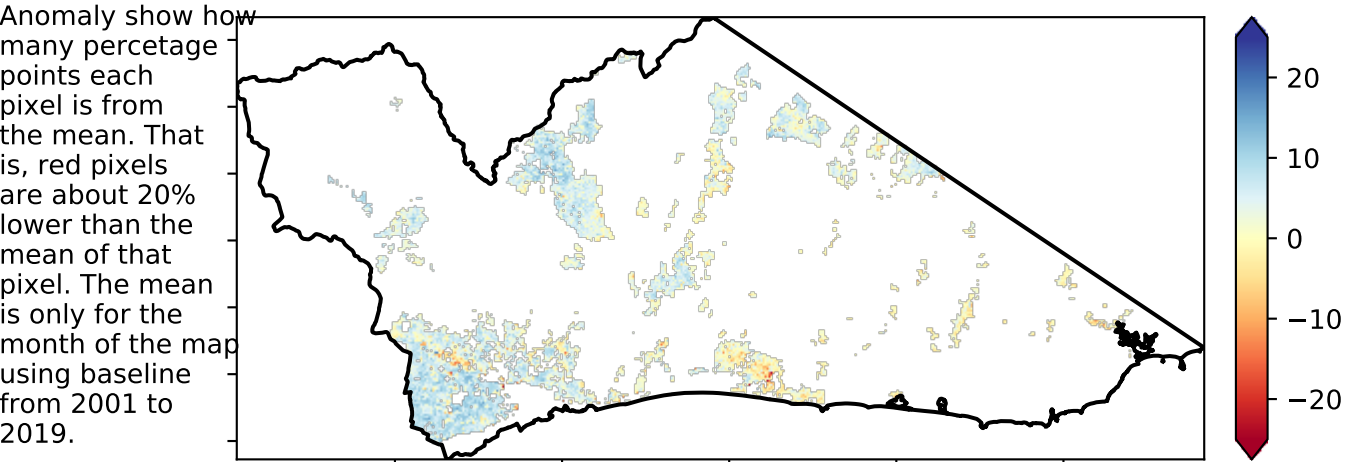 Anomaly show how
many percetage
points each
pixel is from
the mean. That
is, red pixels
are about 20%
lower than the
mean of that
pixel. The mean
is only for the
month of the map
using baseline
from 2001 to
2019.
20
10
0
−10
−20